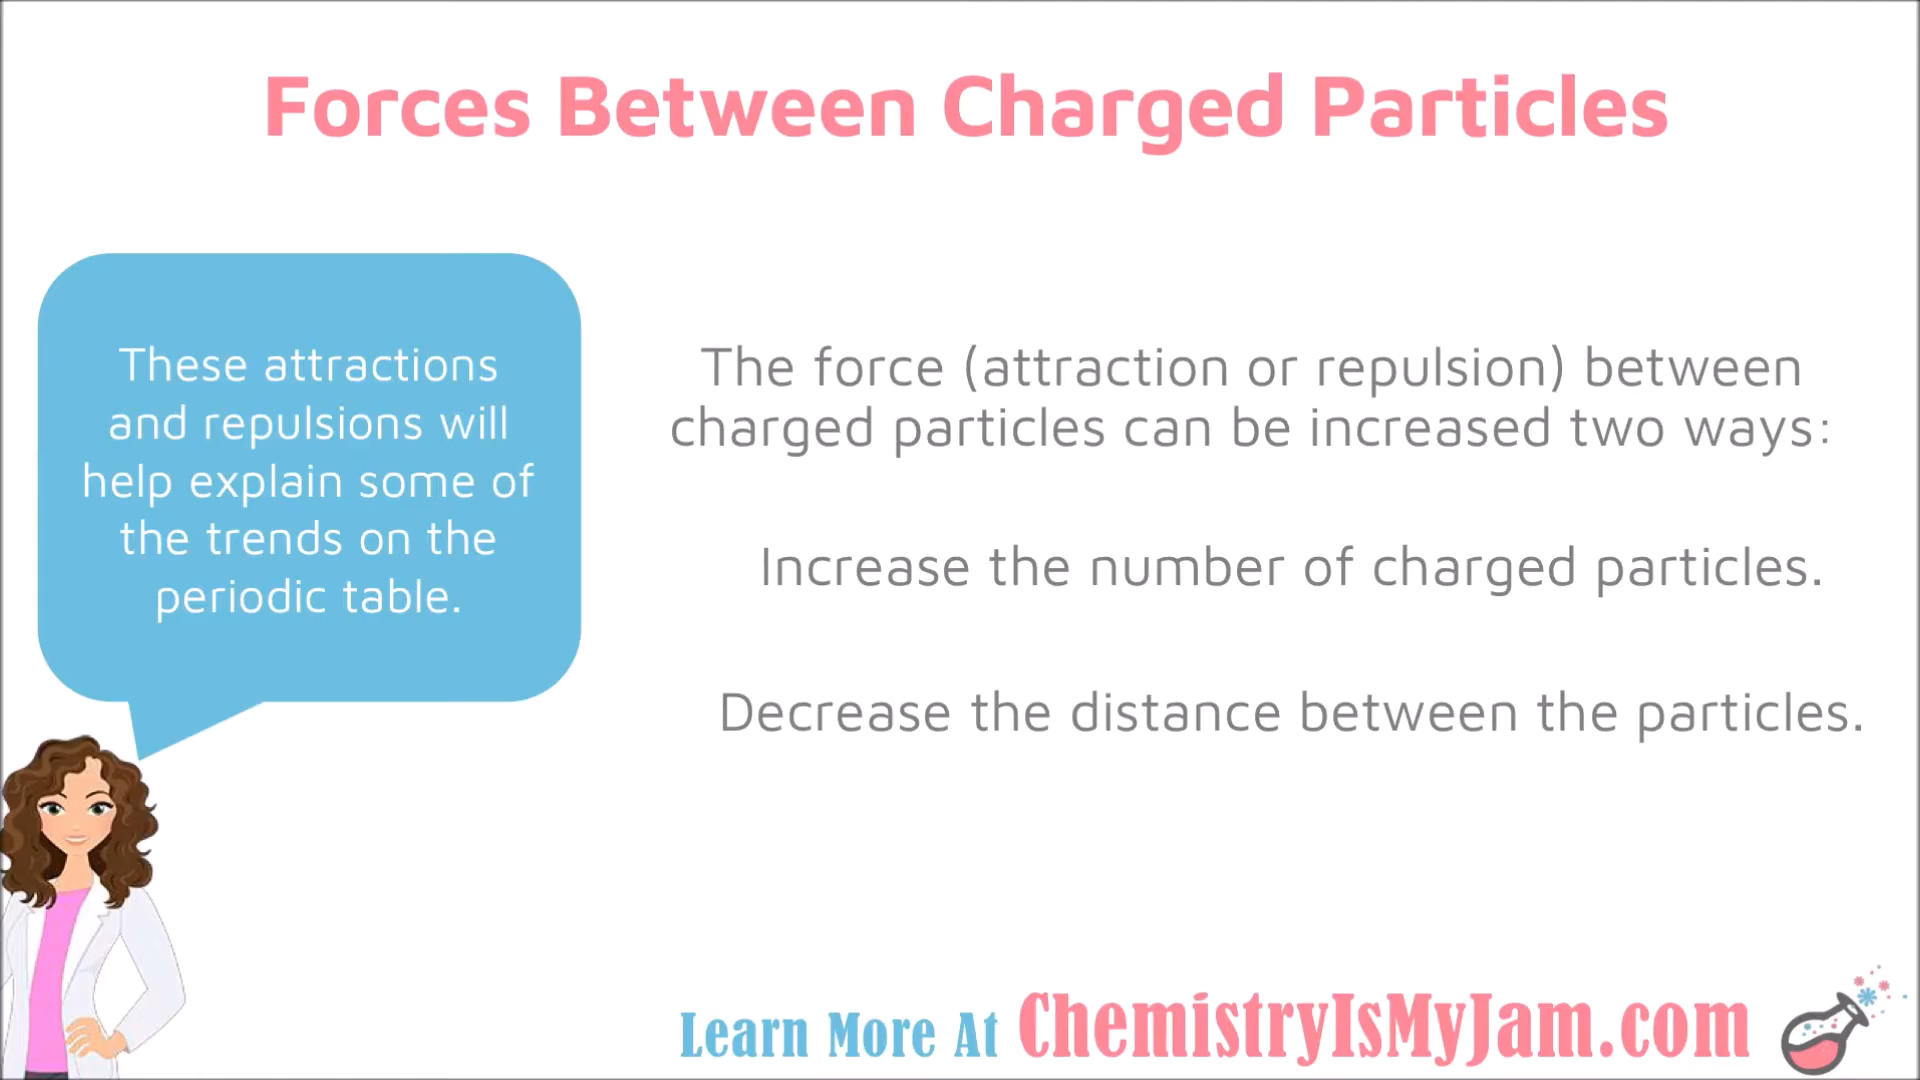 Forces Between Charged Particles
These attractions
and repulsions will
help explain some of
the trends on the
periodic table.
The force (attraction or repulsion) between
charged particles can be increased two ways:
Increase the number of charged particles.
Decrease the distance between the particles.
Learn More At ChemistryIsMyJam.com